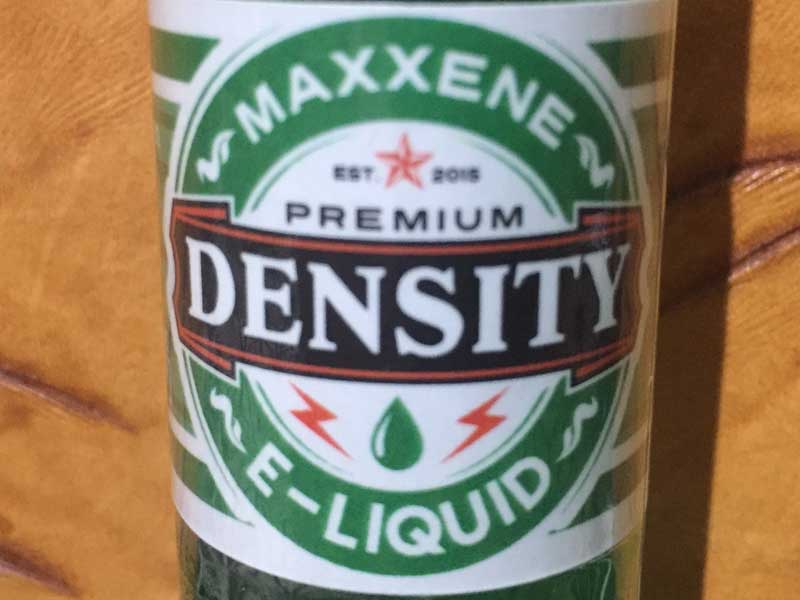 MAXXENE
EST. 2015
PREMIUM
DENSITY
E-LIQUID